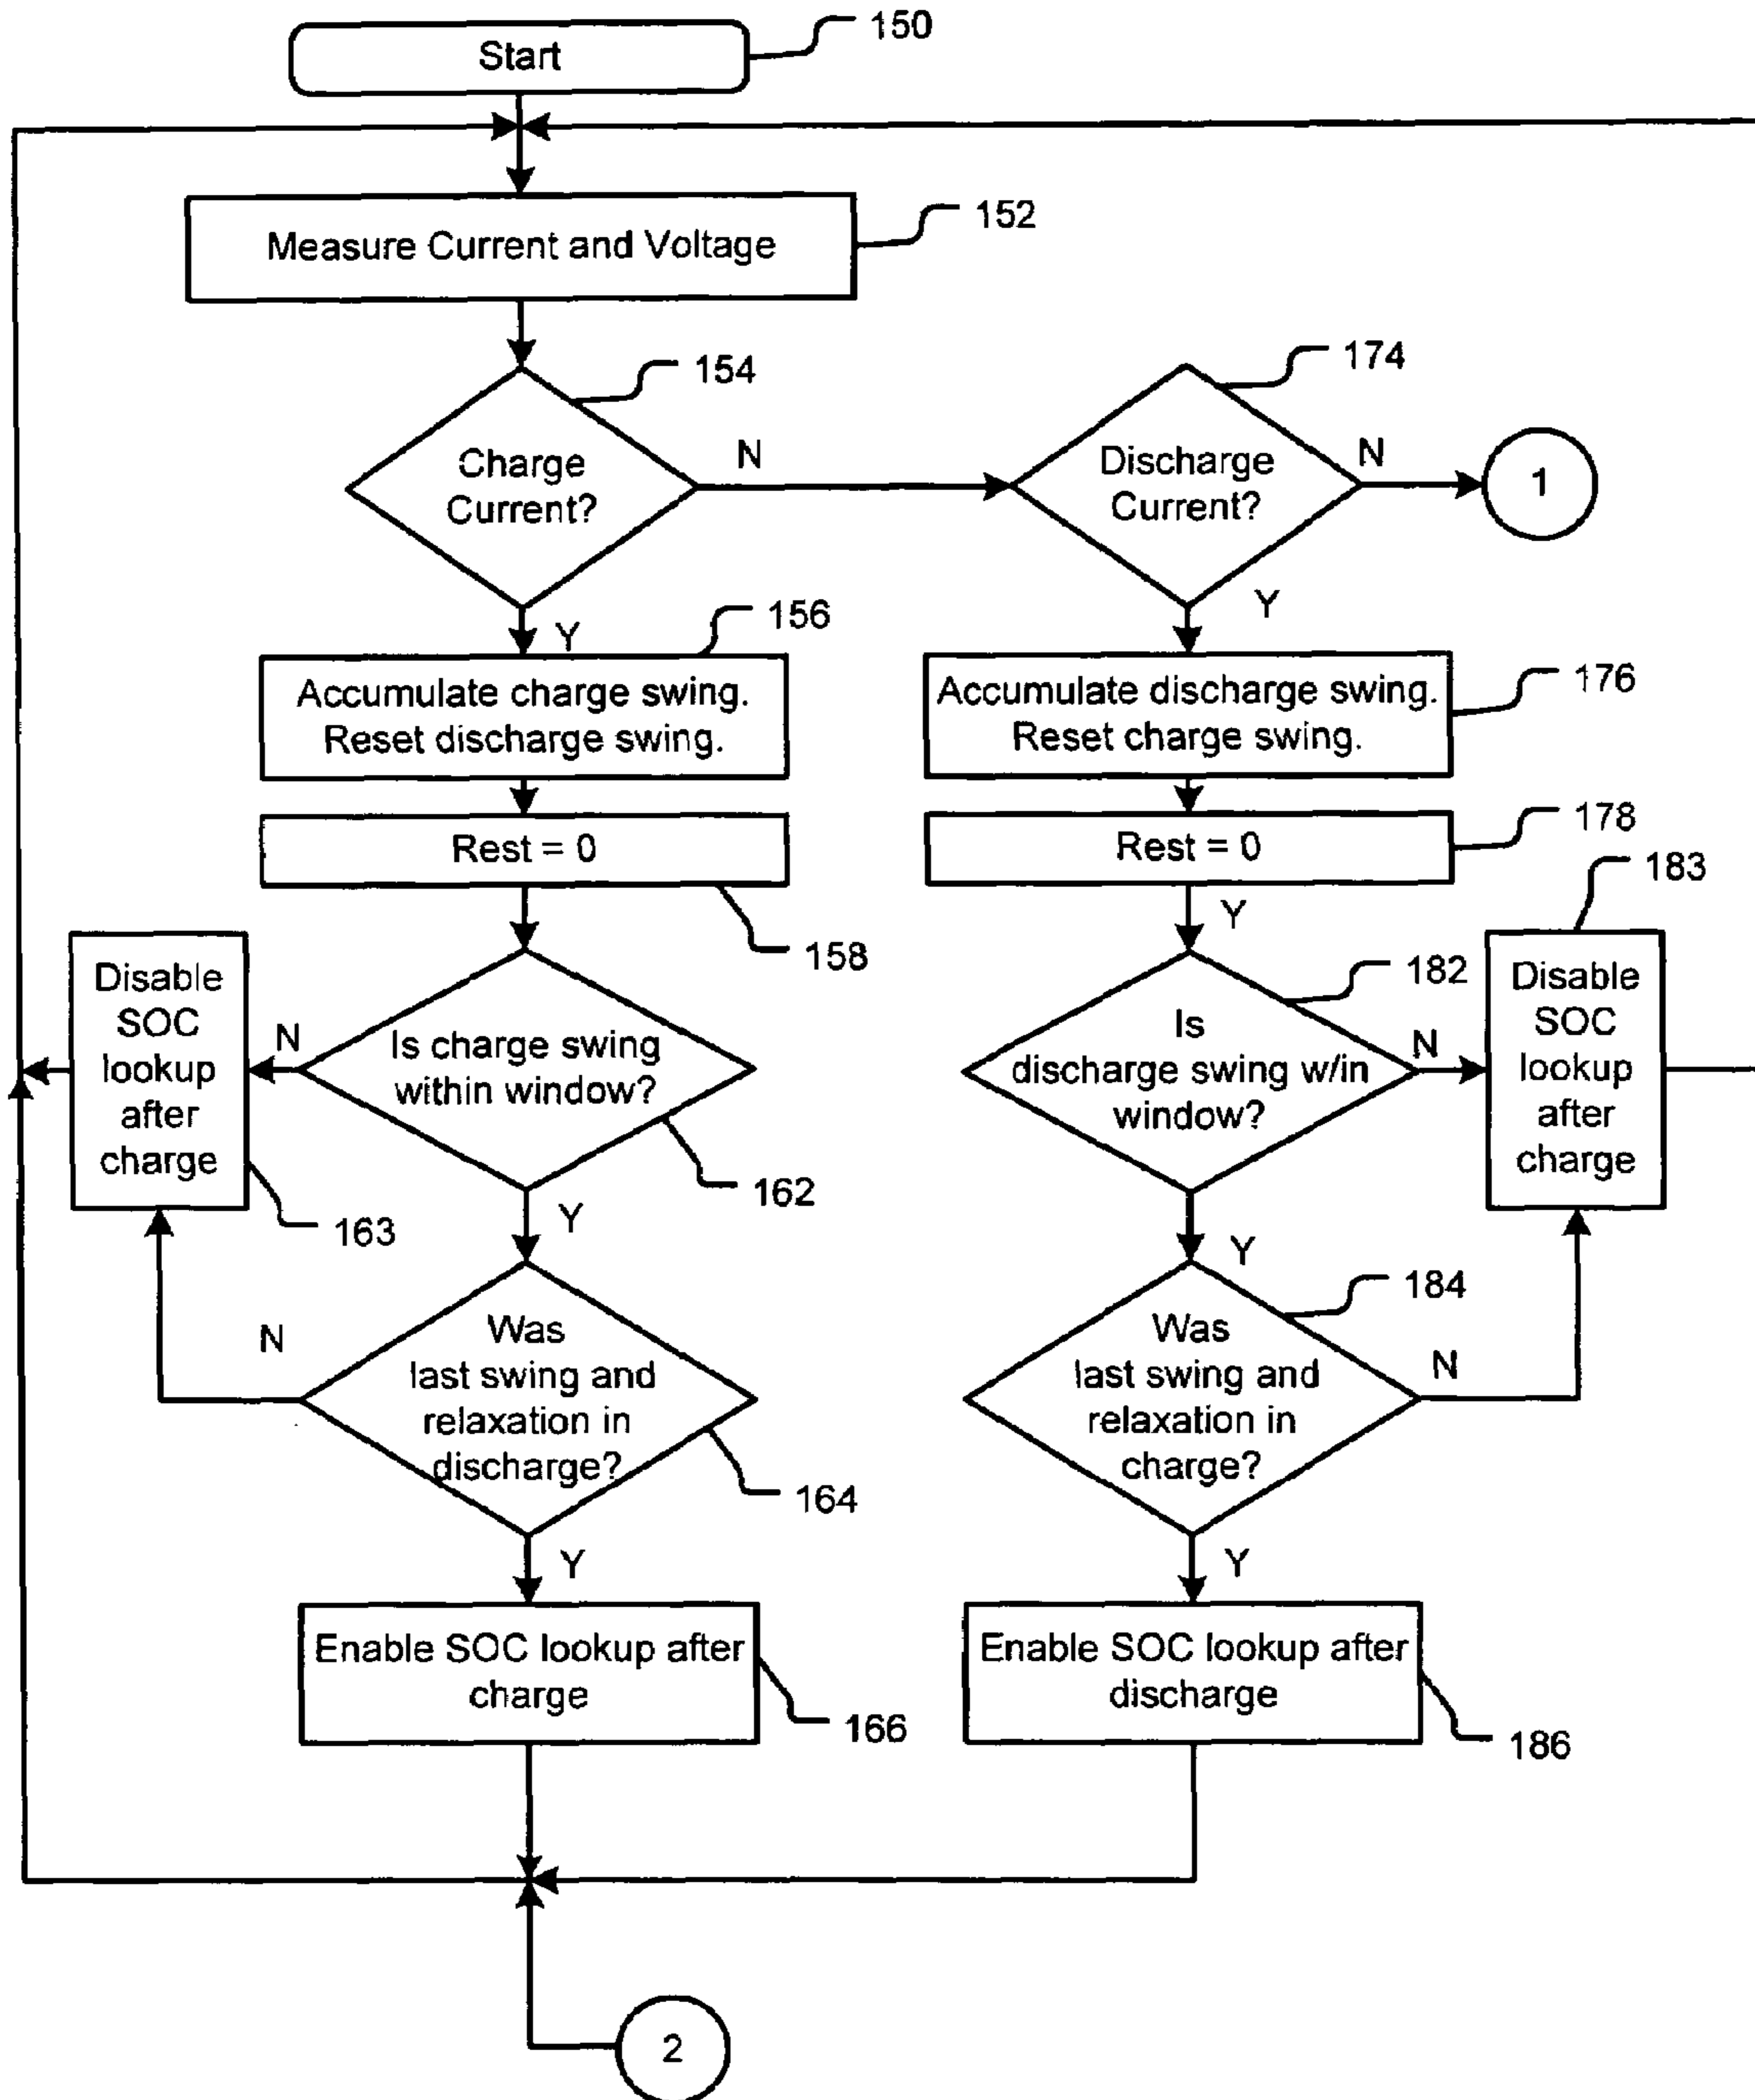 Start
150
Measure Current and Voltage
152
Charge
Current?
154
N
Y
Discharge
Current?
174
N
1
Y
Accumulate charge swing.
Reset discharge swing.
156
Accumulate discharge swing.
Reset charge swing.
176
Rest = 0
158
Rest = 0
178
Y
Disable
SOC
lookup
after
charge
163
N
Is charge swing
within window?
162
Y
Is
discharge swing w/in
window?
182
N
Y
Disable
SOC
lookup
after
charge
183
Was
last swing and
relaxation in
discharge?
164
N
Y
Was
last swing and
relaxation in
charge?
184
N
Y
Enable SOC lookup after
charge
166
Enable SOC lookup after
discharge
186
2